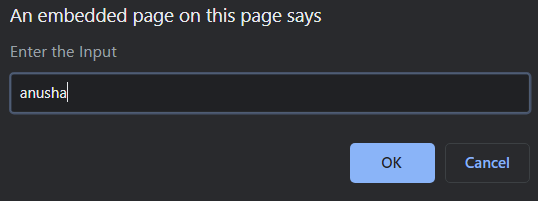 An embedded page on this page says
Enter the Input
anusha
OK
Cancel